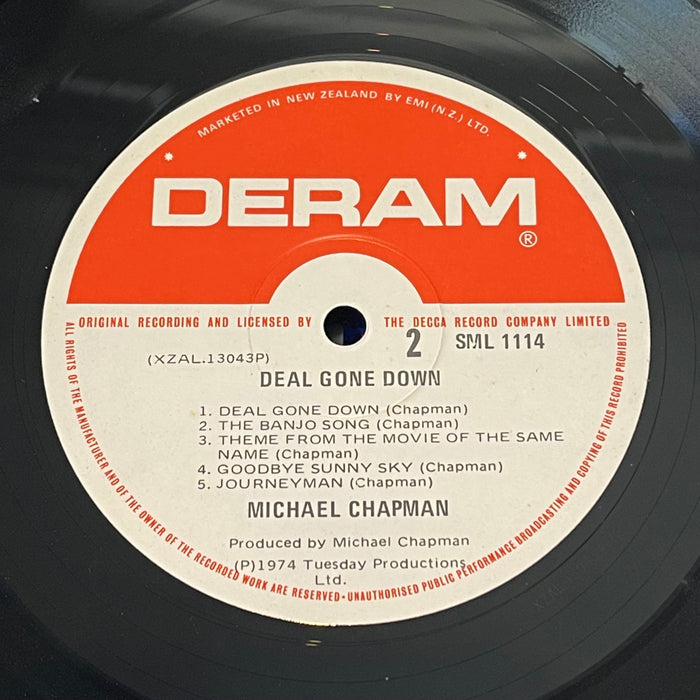 MARKETED IN NEW ZEALAND BY EMI (N.Z.) LTD.
DERAM
®
ORIGINAL RECORDING AND LICENSED BY THE DECCA RECORD COMPANY LIMITED
2 SML 1114
(XZAL.13043P)
DEAL GONE DOWN
1. DEAL GONE DOWN (Chapman)
2. THE BANJO SONG (Chapman)
3. THEME FROM THE MOVIE OF THE SAME
NAME (Chapman)
4. GOODBYE SUNNY SKY (Chapman)
5. JOURNEYMAN (Chapman)
MICHAEL CHAPMAN
Produced by Michael Chapman
(P)1974 Tuesday Productions
Ltd.
ALL RIGHTS OF THE MANUFACTURER AND OF THE OWNER OF THE RECORDED WORK ARE RESERVED·UNAUTHORISED PUBLIC PERFORMANCE BROADCASTING AND COPYING OF THIS RECORD PROHIBITED